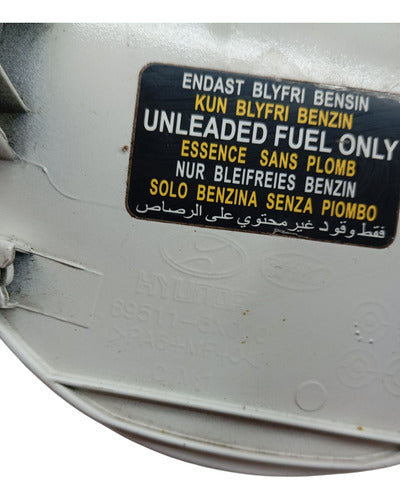 ENDAST BLYFRI BENSIN
KUN BLYFRI BENZIN
UNLEADED FUEL ONLY
ESSENCE SANS PLOMB
NUR BLEIFREIES BENZIN
SOLO BENZINA SENZA PIOMBO
فقط وقود غير محتوي على الرصاص